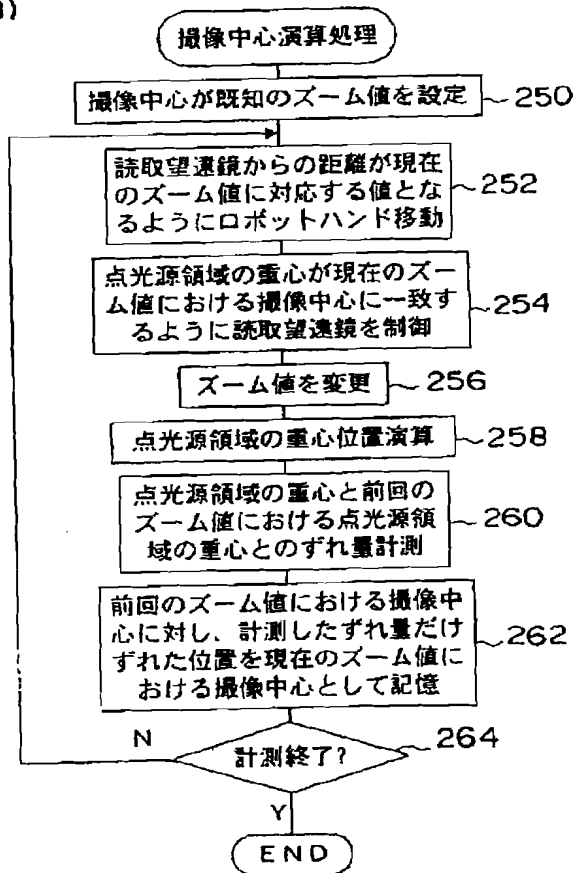 撮像中心演算処理
撮像中心が既知のズーム値を設定
250
読取望遠鏡からの距離が現在
のズーム値に対応する値とな
るようにロボットハンド移動
252
点光源領域の重心が現在のズー
ム値における撮像中心に一致す
るように読取望遠鏡を制御
254
ズーム値を変更
256
点光源領域の重心位置演算
258
点光源領域の重心と前回の
ズーム値における点光源領
域の重心とのずれ量計測
260
前回のズーム値における撮像中
心に対し、計測したずれ量だけ
ずれた位置を現在のズーム値に
おける撮像中心として記憶
262
N
計測終了?
264
Y
END